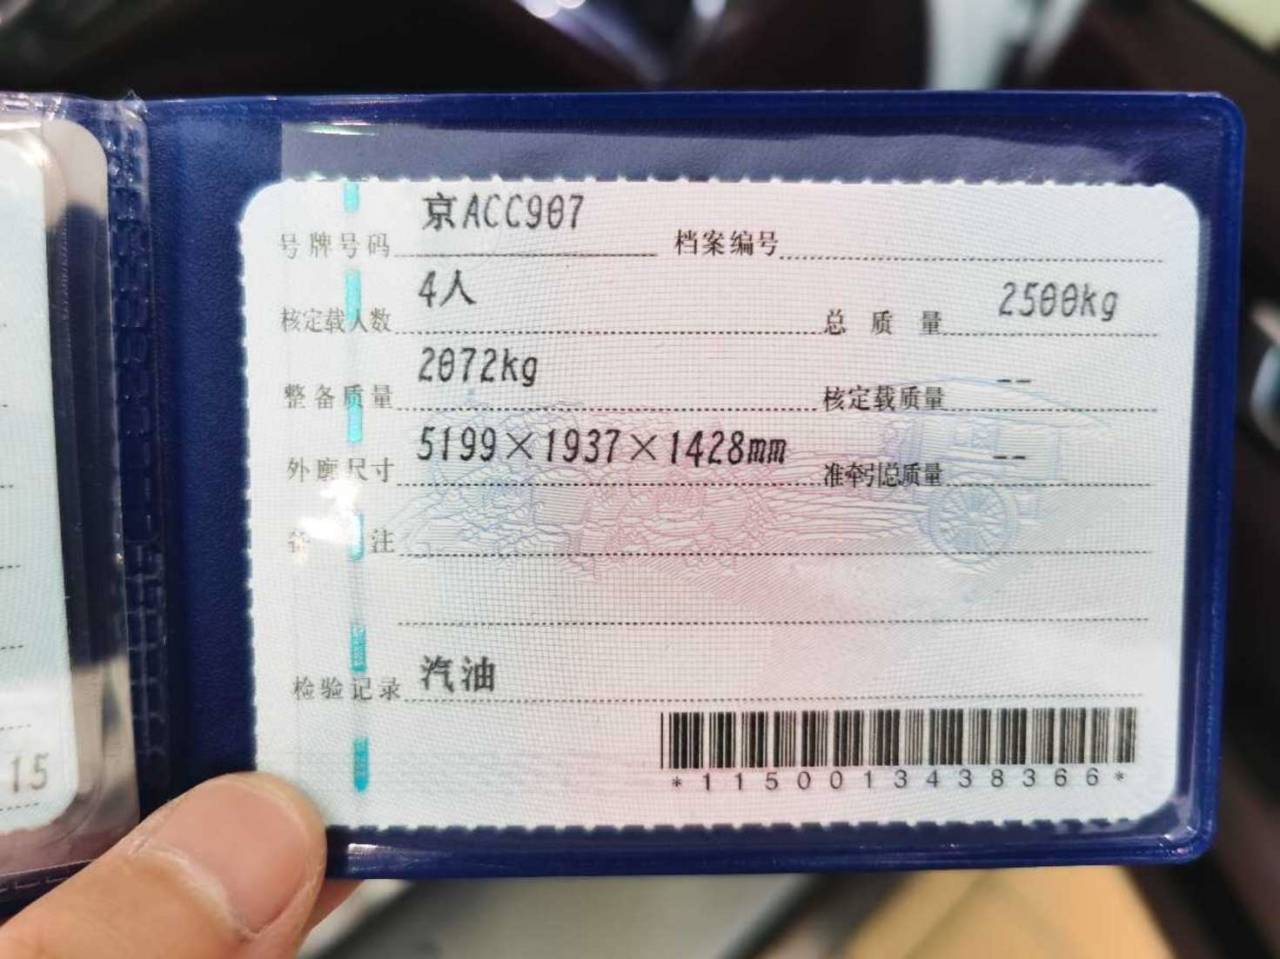 号牌号码 京ACC907 档案编号
核定载人数 4人 总质量 2500kg
整备质量 2072kg 核定载质量 --
外廓尺寸 5199×1937×1428mm 准牵引总质量 --
备注
检验记录 汽油
*1150013438366*
15